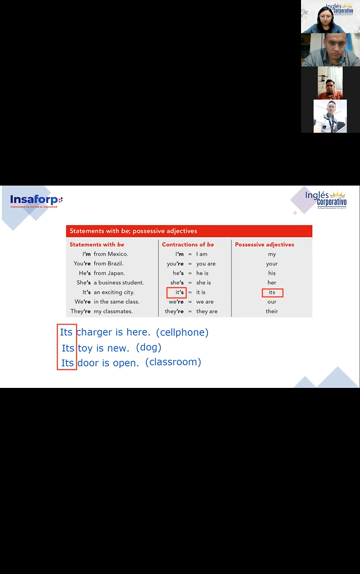 Inglés
Corporativo
Insaforp
Inglés
Corporativo
Statements with be; possessive adjectives
Statements with be Contractions of be Possessive adjectives
I'm from Mexico. I'm = I am my
You're from Brazil. you're = you are your
He's from Japan. he's = he is his
She's a business student. she's = she is her
It's an exciting city. it's = it is its
We're in the same class. we're = we are our
They're my classmates. they're = they are their
Its charger is here. (cellphone)
Its toy is new. (dog)
Its door is open. (classroom)